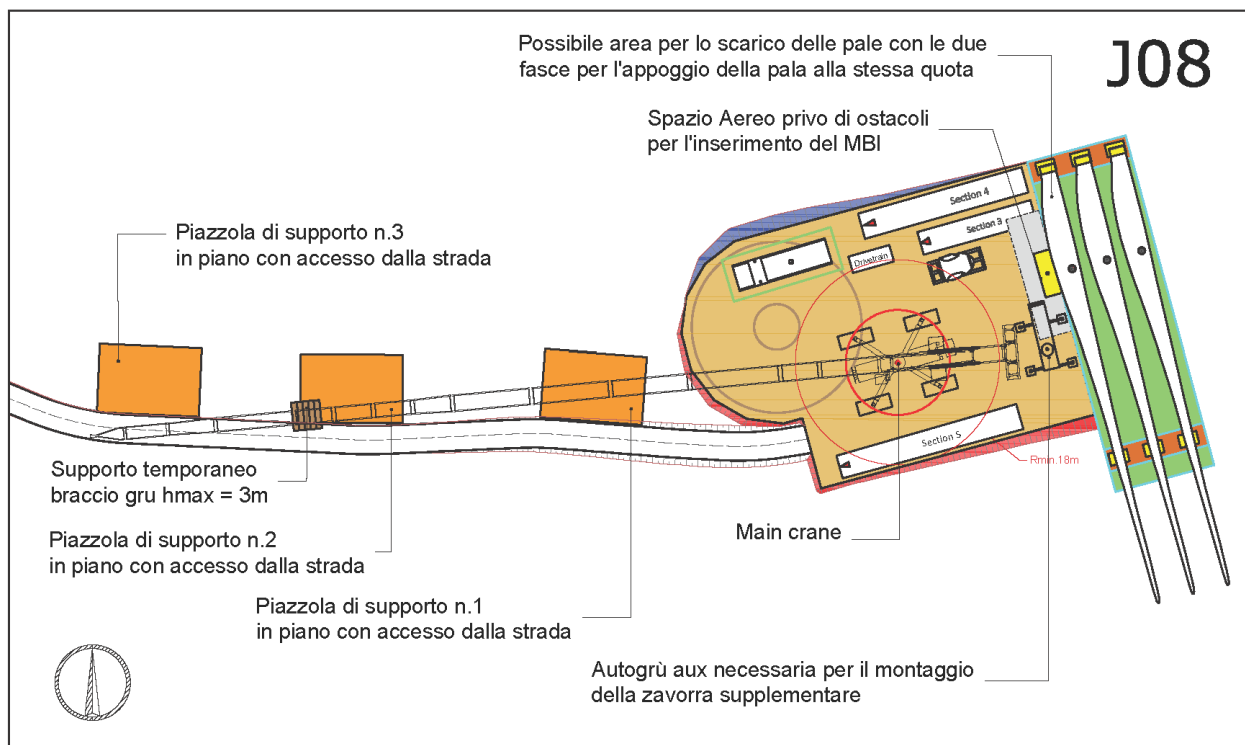 Possibile area per lo scarico delle pale con le due
fasce per l'appoggio della pala alla stessa quota
J08
Spazio Aereo privo di ostacoli
per l'inserimento del MBI
Section 4
Section 3
Drivetrain
Piazzola di supporto n.3
in piano con accesso dalla strada
Section 5
Rmin.18m
Supporto temporaneo
braccio gru hmax = 3m
Main crane
Piazzola di supporto n.2
in piano con accesso dalla strada
Piazzola di supporto n.1
in piano con accesso dalla strada
Autogrù aux necessaria per il montaggio
della zavorra supplementare